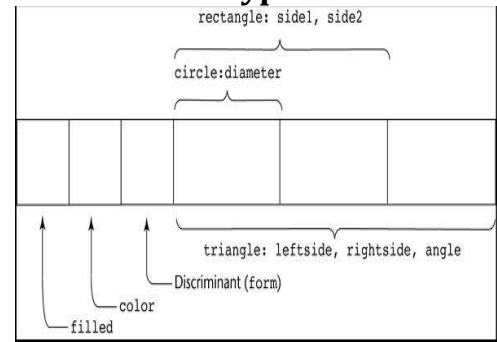 rectangle: side1, side2
circle:diameter
triangle: leftside, rightside, angle
Discriminant (form)
color
filled